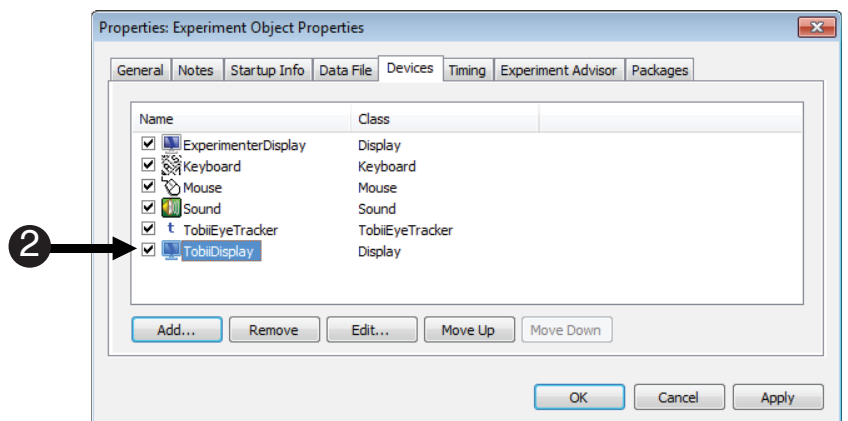 Properties: Experiment Object Properties
General Notes Startup Info Data File Devices Timing Experiment Advisor Packages
Name Class
ExperimenterDisplay Display
Keyboard Keyboard
Mouse Mouse
Sound Sound
t TobiiEyeTracker TobiiEyeTracker
2 TobiiDisplay Display
Add... Remove Edit... Move Up Move Down
OK Cancel Apply